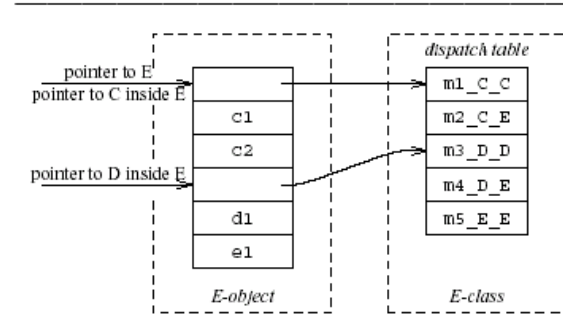 dispatch table
pointer to E
pointer to C inside E
m1_C_C
c1
m2_C_E
c2
m3_D_D
pointer to D inside E
m4_D_E
d1
m5_E_E
e1
E-object
E-class